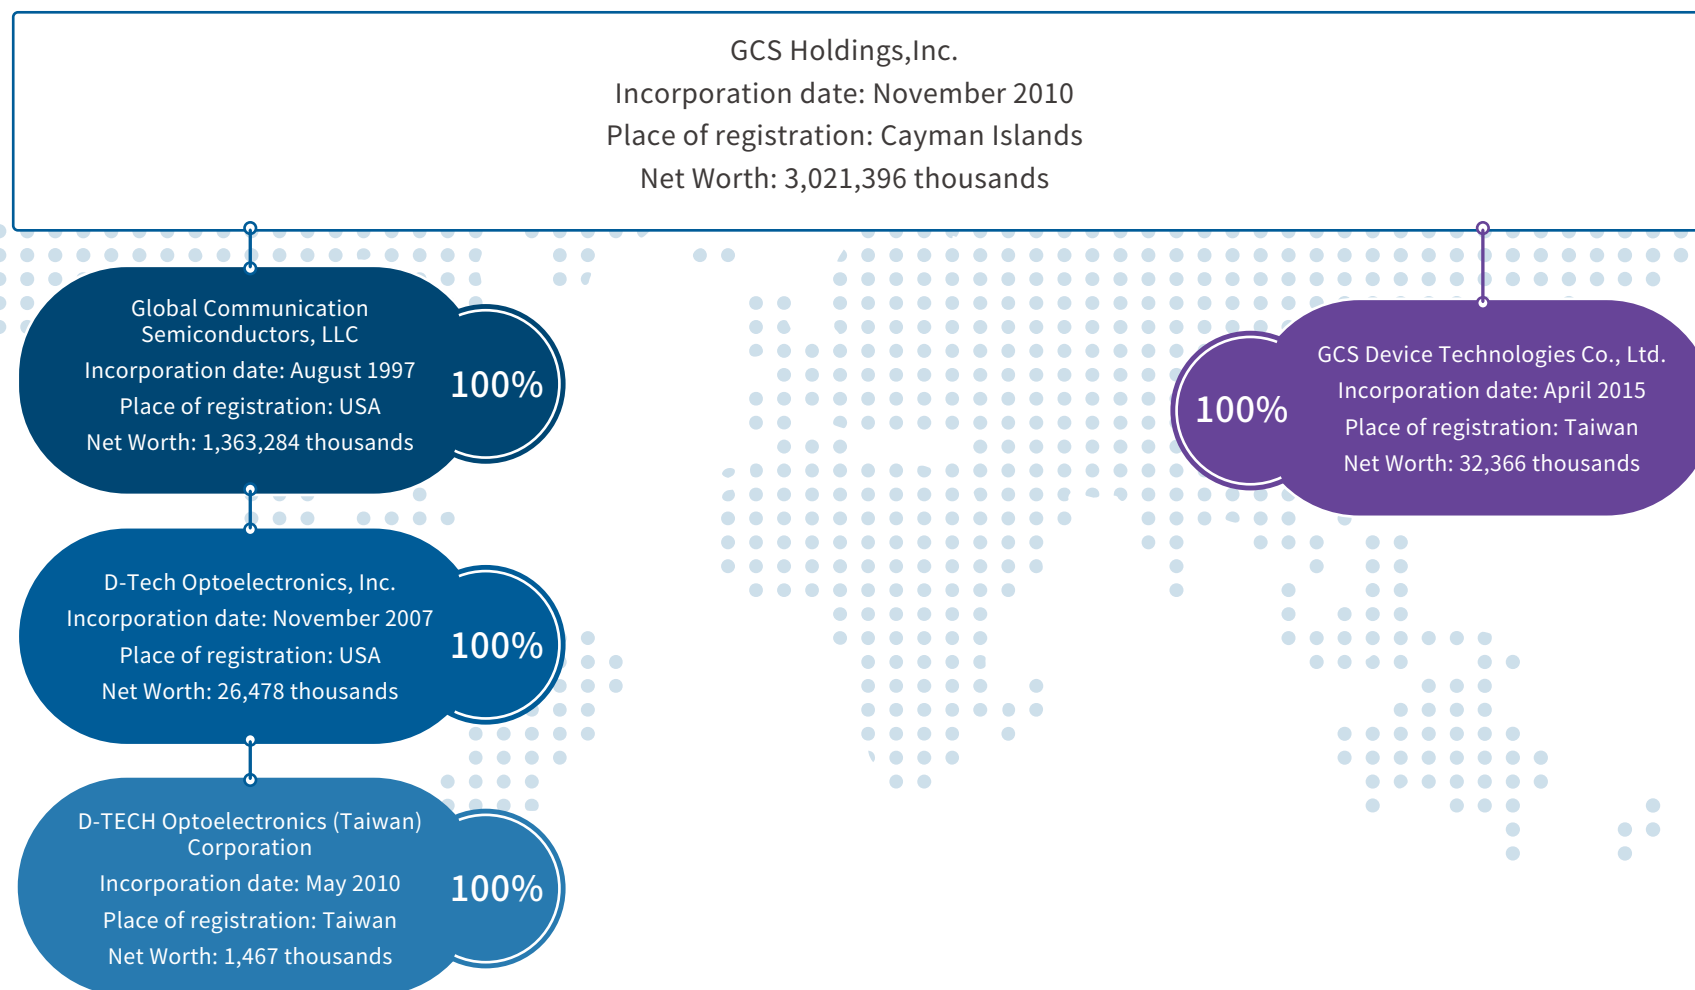 GCS Holdings,Inc.
Incorporation date: November 2010
Place of registration: Cayman Islands
Net Worth: 3,021,396 thousands
Global Communication
Semiconductors, LLC
Incorporation date: August 1997
Place of registration: USA
Net Worth: 1,363,284 thousands
100%
100%
GCS Device Technologies Co., Ltd.
Incorporation date: April 2015
Place of registration: Taiwan
Net Worth: 32,366 thousands
D-Tech Optoelectronics, Inc.
Incorporation date: November 2007
Place of registration: USA
Net Worth: 26,478 thousands
100%
D-TECH Optoelectronics (Taiwan)
Corporation
Incorporation date: May 2010
Place of registration: Taiwan
Net Worth: 1,467 thousands
100%